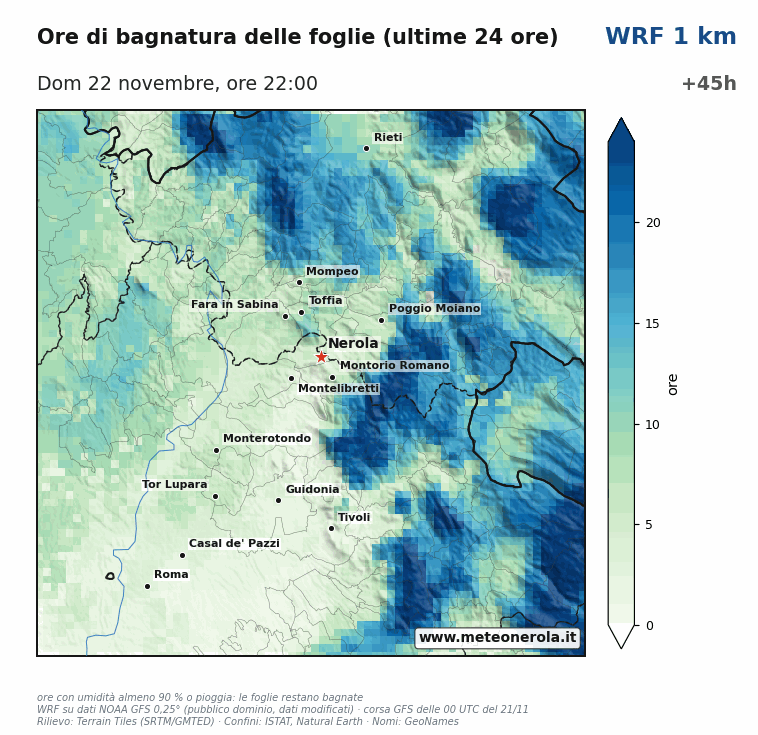 Ore di bagnatura delle foglie (ultime 24 ore)
WRF 1 km
Dom 22 novembre, ore 22:00
+45h
Rieti
Mompeo
Fara in Sabina
Toffia
Poggio Moiano
Nerola
Montorio Romano
Montelibretti
Monterotondo
Tor Lupara
Guidonia
Tivoli
Casal de' Pazzi
Roma
www.meteonerola.it
20
15
10
5
0
ore
ore con umidità almeno 90 % o pioggia: le foglie restano bagnate
WRF su dati NOAA GFS 0,25° (pubblico dominio, dati modificati) · corsa GFS delle 00 UTC del 21/11
Rilievo: Terrain Tiles (SRTM/GMTED) · Confini: ISTAT, Natural Earth · Nomi: GeoNames